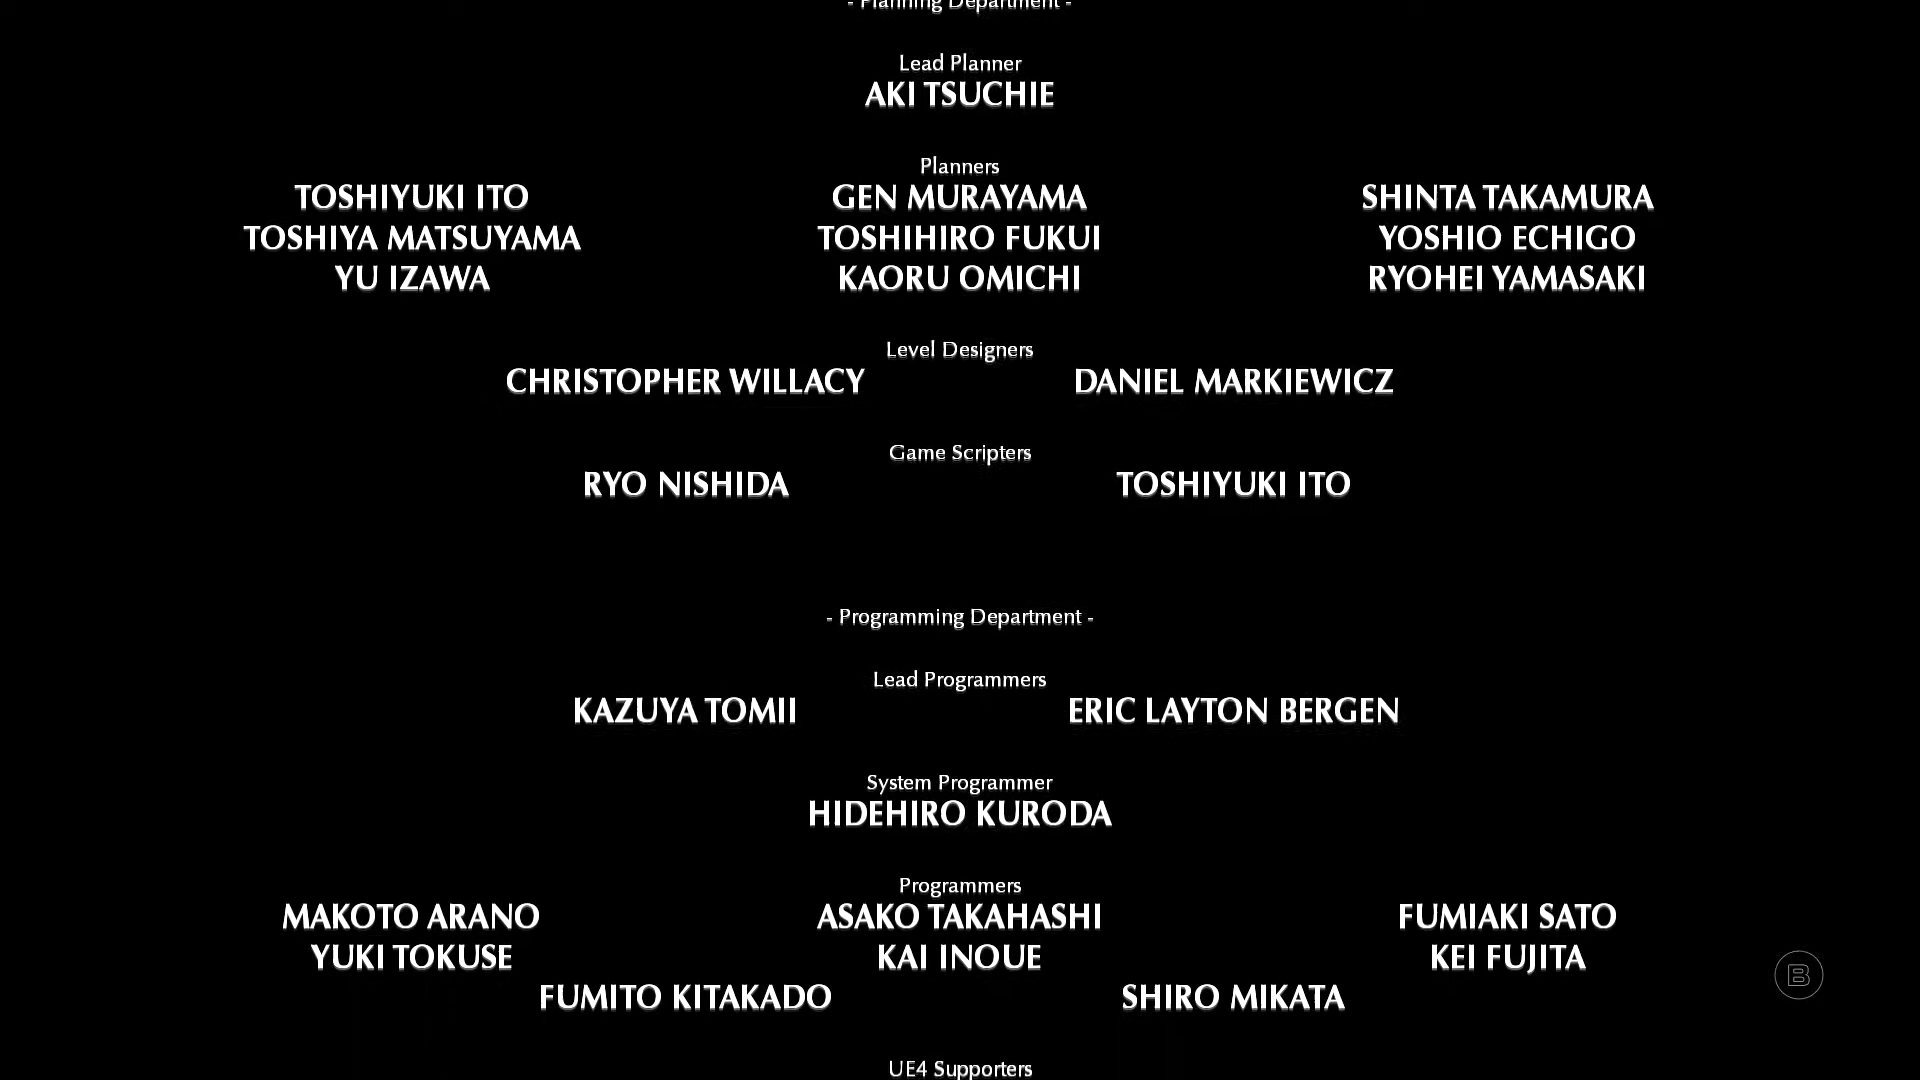 - Planning Department -
Lead Planner
AKI TSUCHIE
Planners
TOSHIYUKI ITO GEN MURAYAMA SHINTA TAKAMURA
TOSHIYA MATSUYAMA TOSHIHIRO FUKUI YOSHIO ECHIGO
YU IZAWA KAORU OMICHI RYOHEI YAMASAKI
Level Designers
CHRISTOPHER WILLACY DANIEL MARKIEWICZ
Game Scripters
RYO NISHIDA TOSHIYUKI ITO
- Programming Department -
Lead Programmers
KAZUYA TOMII ERIC LAYTON BERGEN
System Programmer
HIDEHIRO KURODA
Programmers
MAKOTO ARANO ASAKO TAKAHASHI FUMIAKI SATO
YUKI TOKUSE KAI INOUE KEI FUJITA
B
FUMITO KITAKADO SHIRO MIKATA
UE4 Supporters